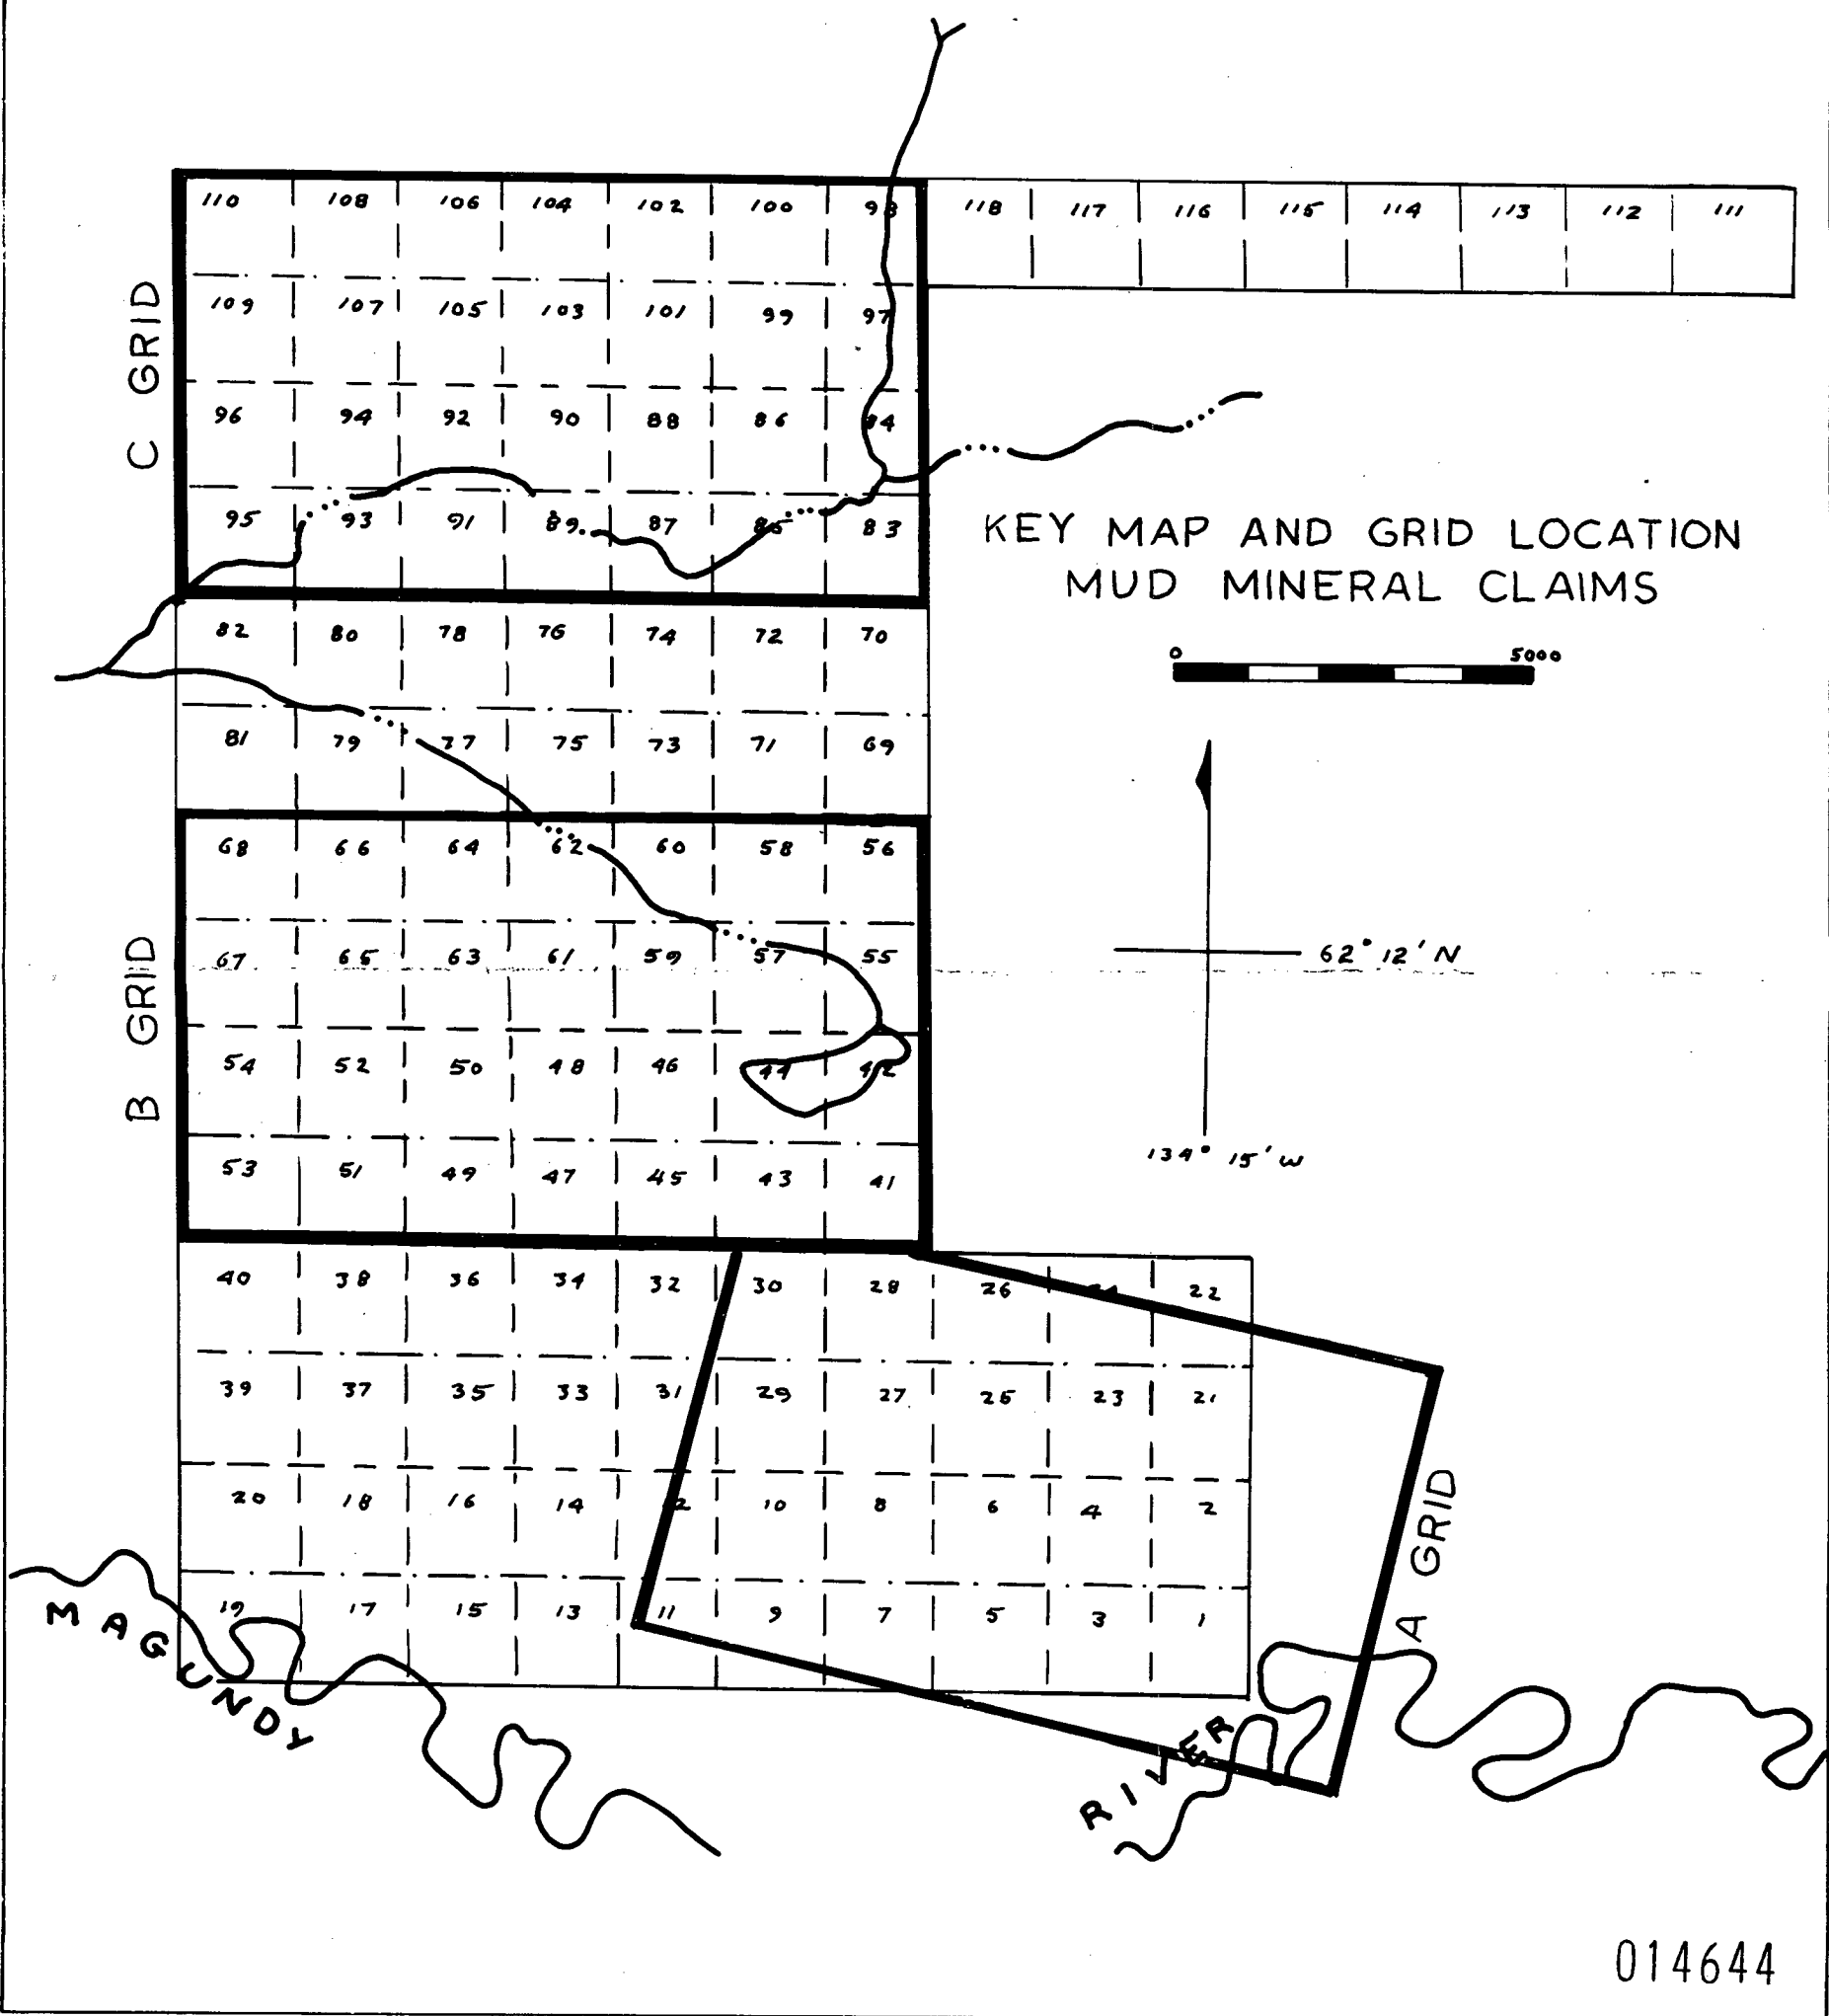 110 108 106 104 102 100 98 118 117 116 115 114 113 112 111
109 107 105 103 101 99 97
C GRID
96 94 92 90 88 86 84
95 93 91 89 87 85 83
KEY MAP AND GRID LOCATION
MUD MINERAL CLAIMS
82 80 78 76 74 72 70
0 5000
81 79 77 75 73 71 69
68 66 64 62 60 58 56
67 65 63 61 59 57 55
62° 12' N
B GRID
54 52 50 48 46 44 42
134° 15' W
53 51 49 47 45 43 41
40 38 36 34 32 30 28 26 24 22
39 37 35 33 31 29 27 25 23 21
20 18 16 14 12 10 8 6 4 2
A GRID
19 17 15 13 11 9 7 5 3 1
MAGUNDY
RIVER
014644